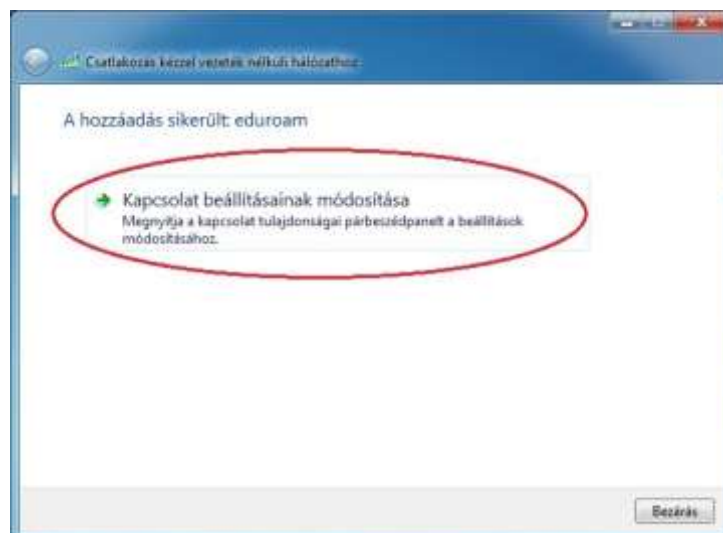 Csatlakozás kézzel vezeték nélküli hálózathoz
A hozzáadás sikerült: eduroam
Kapcsolat beállításainak módosítása
Megnyitja a kapcsolat tulajdonságai párbeszédpanelt a beállítások
módosításához.
Bezárás